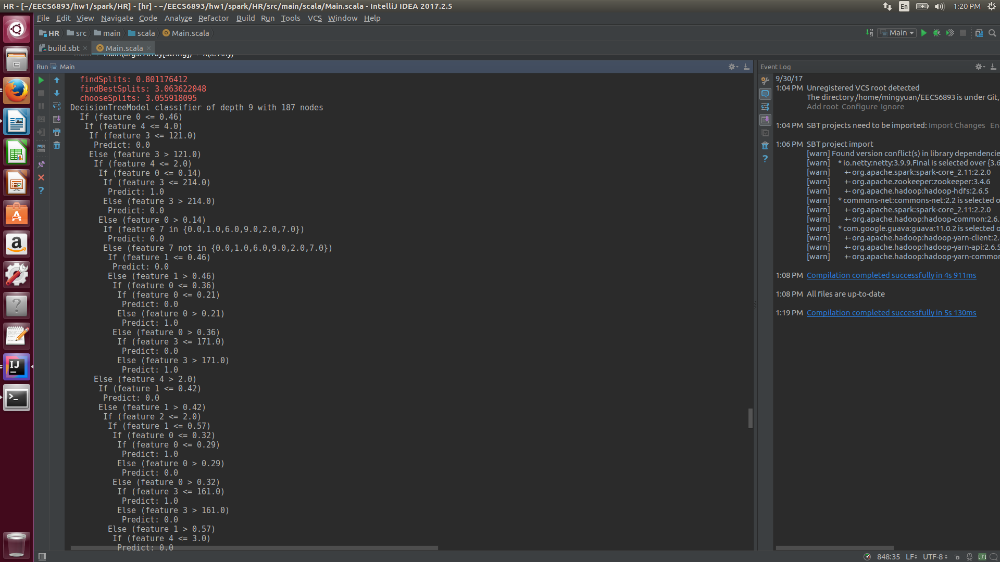 HR - [~/EECS6893/hw1/spark/HR] - [hr] - ~/EECS6893/hw1/spark/HR/src/main/scala/Main.scala - IntelliJ IDEA 2017.2.5
En 1:20 PM
File Edit View Navigate Code Analyze Refactor Build Run Tools VCS Window Help
HR src main scala Main.scala
Main
build.sbt Main.scala
Main main(args: Array[String]) λ(x: Any)
Run Main
Event Log
findSplits: 0.801176412
findBestSplits: 3.063622048
chooseSplits: 3.055918095
DecisionTreeModel classifier of depth 9 with 187 nodes
If (feature 0 <= 0.46)
If (feature 4 <= 4.0)
If (feature 3 <= 121.0)
Predict: 0.0
Else (feature 3 > 121.0)
If (feature 4 <= 2.0)
If (feature 0 <= 0.14)
If (feature 3 <= 214.0)
Predict: 1.0
Else (feature 3 > 214.0)
Predict: 0.0
Else (feature 0 > 0.14)
If (feature 7 in {0.0,1.0,6.0,9.0,2.0,7.0})
Predict: 0.0
Else (feature 7 not in {0.0,1.0,6.0,9.0,2.0,7.0})
If (feature 1 <= 0.46)
Predict: 0.0
Else (feature 1 > 0.46)
If (feature 0 <= 0.36)
If (feature 0 <= 0.21)
Predict: 0.0
Else (feature 0 > 0.21)
Predict: 1.0
Else (feature 0 > 0.36)
If (feature 3 <= 171.0)
Predict: 0.0
Else (feature 3 > 171.0)
Predict: 1.0
Else (feature 4 > 2.0)
If (feature 1 <= 0.42)
Predict: 0.0
Else (feature 1 > 0.42)
If (feature 2 <= 2.0)
If (feature 1 <= 0.57)
If (feature 0 <= 0.32)
If (feature 0 <= 0.29)
Predict: 1.0
Else (feature 0 > 0.29)
Predict: 0.0
Else (feature 0 > 0.32)
If (feature 3 <= 161.0)
Predict: 1.0
Else (feature 3 > 161.0)
Predict: 0.0
Else (feature 1 > 0.57)
If (feature 4 <= 3.0)
Predict: 0.0
9/30/17
1:04 PM Unregistered VCS root detected
The directory /home/mingyuan/EECS6893 is under Git,
Add root Configure Ignore
1:04 PM SBT projects need to be imported: Import Changes En
1:06 PM SBT project import
[warn] Found version conflict(s) in library dependencie
[warn] * io.netty:netty:3.9.9.Final is selected over {3.6
[warn] +- org.apache.spark:spark-core_2.11:2.2.0
[warn] +- org.apache.zookeeper:zookeeper:3.4.6
[warn] +- org.apache.hadoop:hadoop-hdfs:2.6.5
[warn] * commons-net:commons-net:2.2 is selected o
[warn] +- org.apache.spark:spark-core_2.11:2.2.0
[warn] +- org.apache.hadoop:hadoop-common:2.6.
[warn] * com.google.guava:guava:11.0.2 is selected o
[warn] +- org.apache.hadoop:hadoop-yarn-client:2.
[warn] +- org.apache.hadoop:hadoop-yarn-api:2.6.5
[warn] +- org.apache.hadoop:hadoop-yarn-common
1:08 PM Compilation completed successfully in 4s 911ms
1:08 PM All files are up-to-date
1:19 PM Compilation completed successfully in 5s 130ms
848:35 LF÷ UTF-8÷ [T]